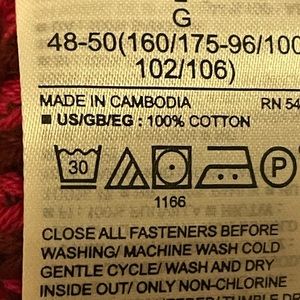 G
48-50(160/175-96/100
102/106)
MADE IN CAMBODIA RN 54
■ US/GB/EG : 100% COTTON
30 P
1166
CLOSE ALL FASTENERS BEFORE
WASHING/ MACHINE WASH COLD
GENTLE CYCLE/ WASH AND DRY
INSIDE OUT/ ONLY NON-CHLORINE